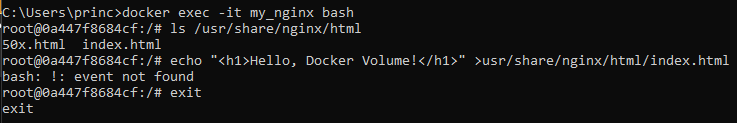 C:\Users\princ>docker exec -it my_nginx bash
root@0a447f8684cf:/# ls /usr/share/nginx/html
50x.html  index.html
root@0a447f8684cf:/# echo "<h1>Hello, Docker Volume!</h1>" >usr/share/nginx/html/index.html
bash: !: event not found
root@0a447f8684cf:/# exit
exit